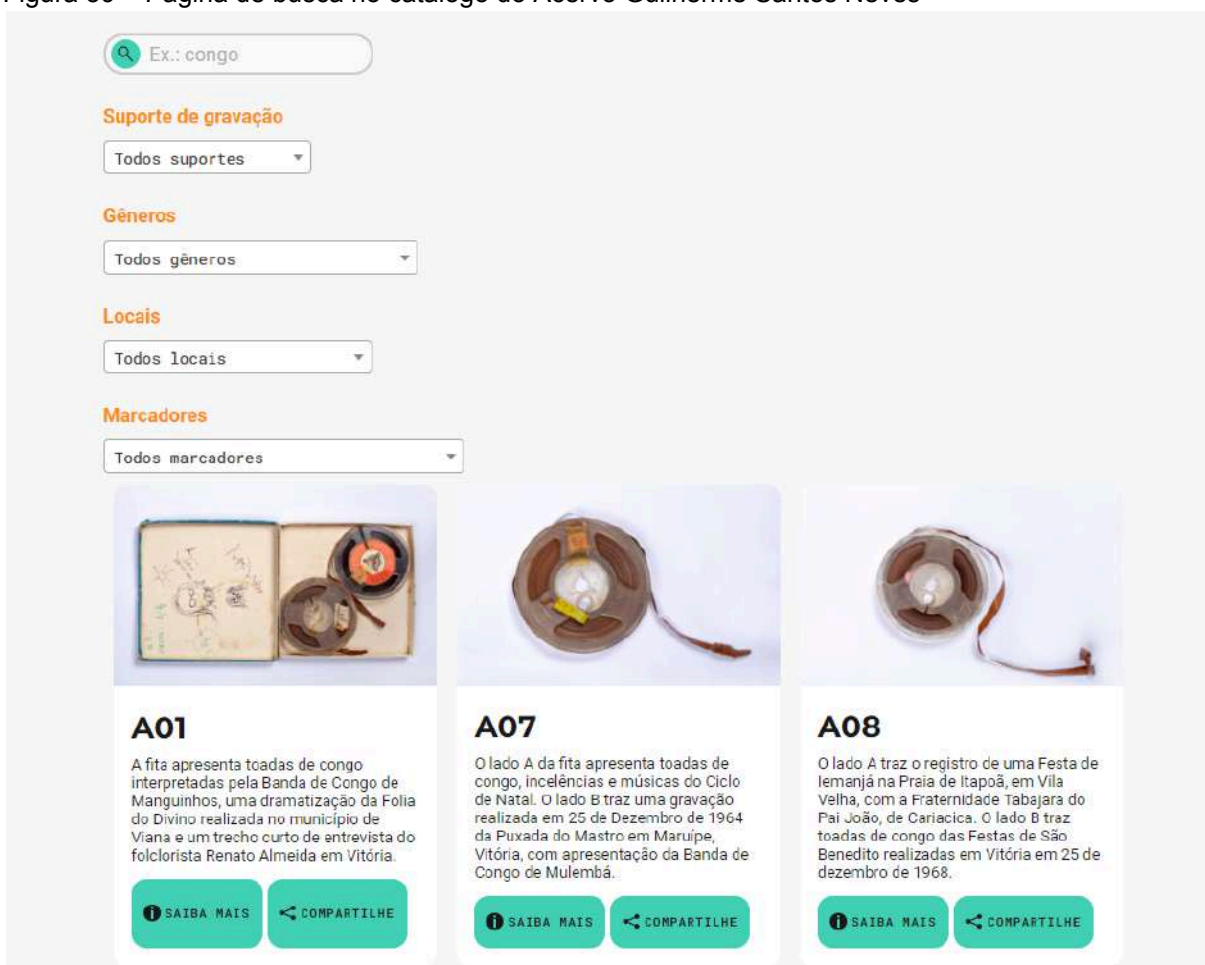 Ex.: congo
Suporte de gravação
Todos suportes
Gêneros
Todos gêneros
Locais
Todos locais
Marcadores
Todos marcadores
A01
A fita apresenta toadas de congo
interpretadas pela Banda de Congo de
Manguinhos, uma dramatização da Folia
do Divino realizada no município de
Viana e um trecho curto de entrevista do
folclorista Renato Almeida em Vitória.
SAIBA MAIS
COMPARTILHE
A07
O lado A da fita apresenta toadas de
congo, incelências e músicas do Ciclo
de Natal. O lado B traz uma gravação
realizada em 25 de Dezembro de 1964
da Puxada do Mastro em Maruípe,
Vitória, com apresentação da Banda de
Congo de Mulembá.
SAIBA MAIS
COMPARTILHE
A08
O lado A traz o registro de uma Festa de
Iemanjá na Praia de Itapoã, em Vila
Velha, com a Fraternidade Tabajara do
Pai João, de Cariacica. O lado B traz
toadas de congo das Festas de São
Benedito realizadas em Vitória em 25 de
dezembro de 1968.
SAIBA MAIS
COMPARTILHE